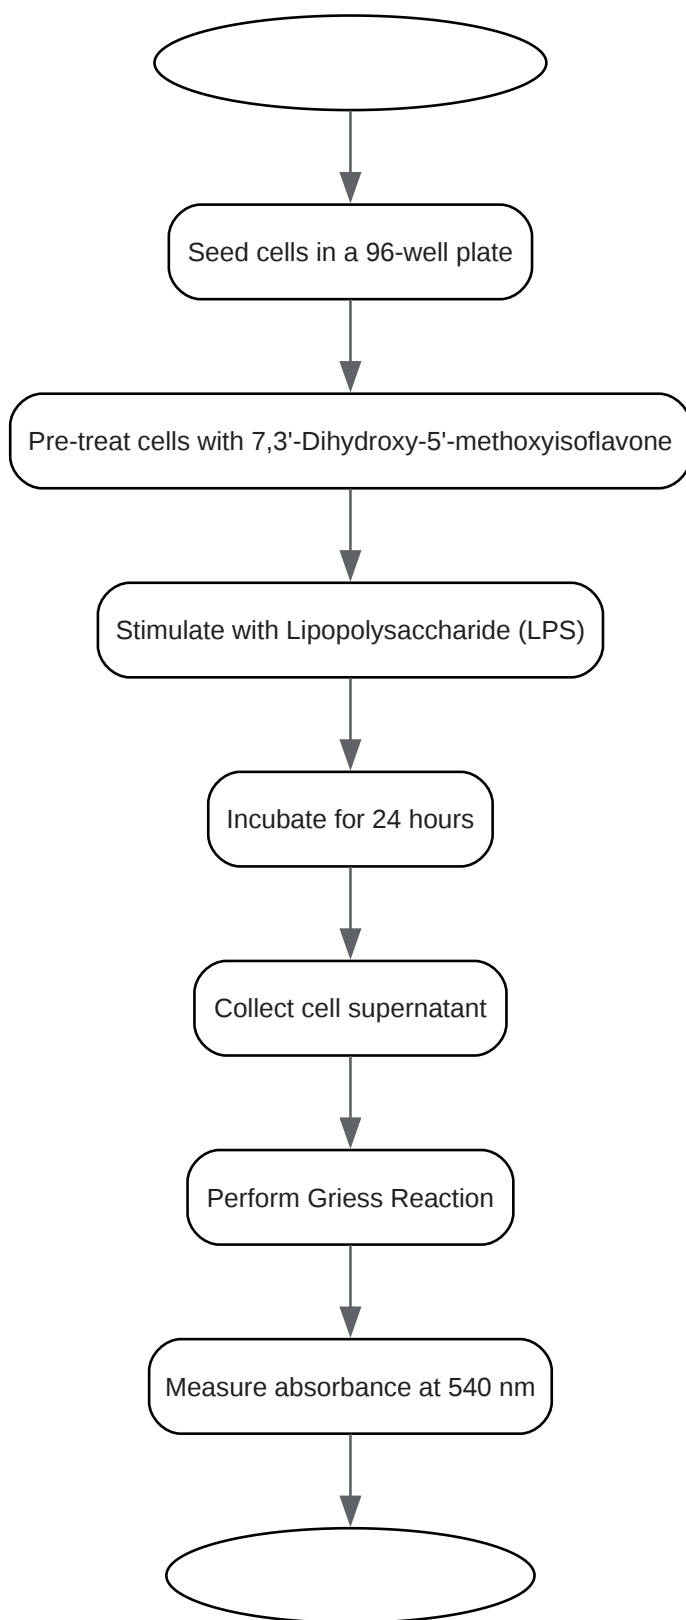 Seed cells in a 96-well plate
Pre-treat cells with 7,3'-Dihydroxy-5'-methoxyisoflavone
Stimulate with Lipopolysaccharide (LPS)
Incubate for 24 hours
Collect cell supernatant
Perform Griess Reaction
Measure absorbance at 540 nm